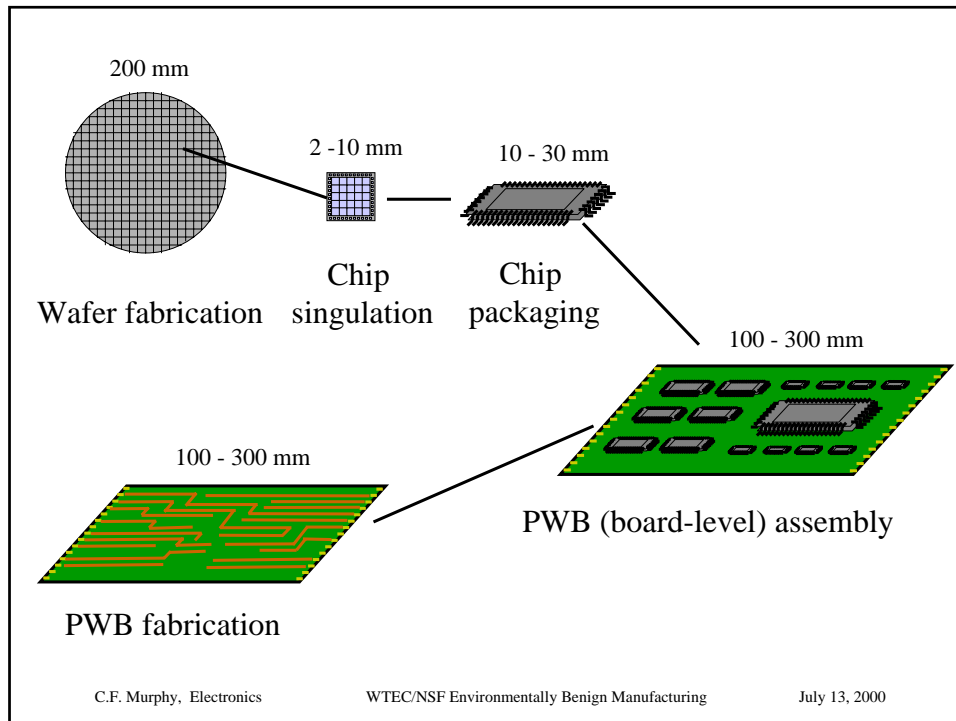 200 mm
2 -10 mm
10 - 30 mm
Wafer fabrication
Chip
singulation
Chip
packaging
100 - 300 mm
100 - 300 mm
PWB (board-level) assembly
PWB fabrication
C.F. Murphy, Electronics
WTEC/NSF Environmentally Benign Manufacturing
July 13, 2000